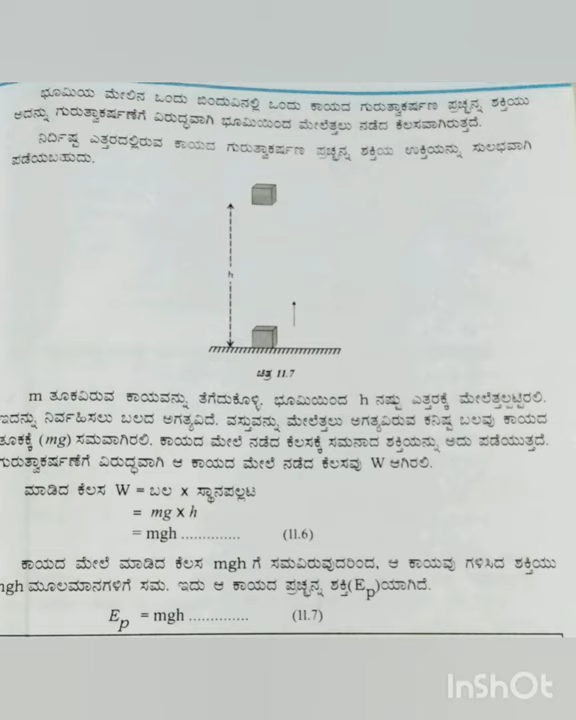 ಭೂಮಿಯ ಮೇಲಿನ ಒಂದು ಬಿಂದುವಿನಲ್ಲಿ ಒಂದು ಕಾಯದ ಗುರುತ್ವಾಕರ್ಷಣ ಪ್ರಚ್ಛನ್ನ ಶಕ್ತಿಯು
ಅದನ್ನು ಗುರುತ್ವಾಕರ್ಷಣೆಗೆ ವಿರುದ್ಧವಾಗಿ ಭೂಮಿಯಿಂದ ಮೇಲೆತ್ತಲು ನಡೆದ ಕೆಲಸವಾಗಿರುತ್ತದೆ.
ನಿರ್ದಿಷ್ಟ ಎತ್ತರದಲ್ಲಿರುವ ಕಾಯದ ಗುರುತ್ವಾಕರ್ಷಣ ಪ್ರಚ್ಛನ್ನ ಶಕ್ತಿಯ ಉಕ್ತಿಯನ್ನು ಸುಲಭವಾಗಿ
ಪಡೆಯಬಹುದು.
h
ಚಿತ್ರ 11.7
m ತೂಕವಿರುವ ಕಾಯವನ್ನು ತೆಗೆದುಕೊಳ್ಳಿ. ಭೂಮಿಯಿಂದ h ನಷ್ಟು ಎತ್ತರಕ್ಕೆ ಮೇಲೆತ್ತಲ್ಪಟ್ಟಿರಲಿ.
ಇದನ್ನು ನಿರ್ವಹಿಸಲು ಬಲದ ಅಗತ್ಯವಿದೆ. ವಸ್ತುವನ್ನು ಮೇಲೆತ್ತಲು ಅಗತ್ಯವಿರುವ ಕನಿಷ್ಟ ಬಲವು ಕಾಯದ
ತೂಕಕ್ಕೆ (mg) ಸಮವಾಗಿರಲಿ. ಕಾಯದ ಮೇಲೆ ನಡೆದ ಕೆಲಸಕ್ಕೆ ಸಮನಾದ ಶಕ್ತಿಯನ್ನು ಅದು ಪಡೆಯುತ್ತದೆ.
ಗುರುತ್ವಾಕರ್ಷಣೆಗೆ ವಿರುದ್ಧವಾಗಿ ಆ ಕಾಯದ ಮೇಲೆ ನಡೆದ ಕೆಲಸವು W ಆಗಿರಲಿ.
ಮಾಡಿದ ಕೆಲಸ W = ಬಲ x ಸ್ಥಾನಪಲ್ಲಟ
= mg x h
= mgh .............. (11.6)
ಕಾಯದ ಮೇಲೆ ಮಾಡಿದ ಕೆಲಸ mgh ಗೆ ಸಮವಿರುವುದರಿಂದ, ಆ ಕಾಯವು ಗಳಿಸಿದ ಶಕ್ತಿಯು
mgh ಮೂಲಮಾನಗಳಿಗೆ ಸಮ. ಇದು ಆ ಕಾಯದ ಪ್ರಚ್ಛನ್ನ ಶಕ್ತಿ(Ep)ಯಾಗಿದೆ.
Ep = mgh .............. (11.7)
InShOt